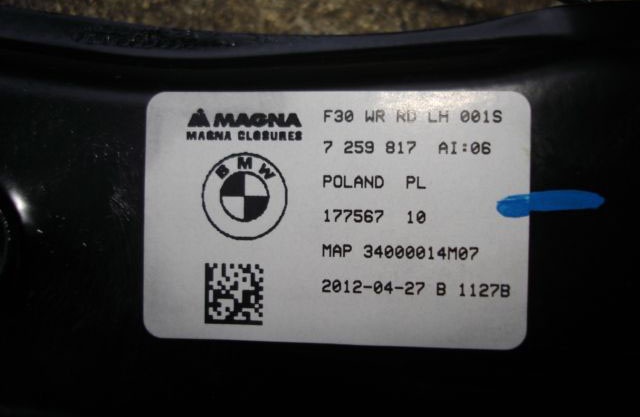 MAGNA
MAGNA CLOSURES
BMW
F30 WR RD LH 001S
7 259 817 AI:06
POLAND PL
177567 10
MAP 34000014M07
2012-04-27 B 1127B